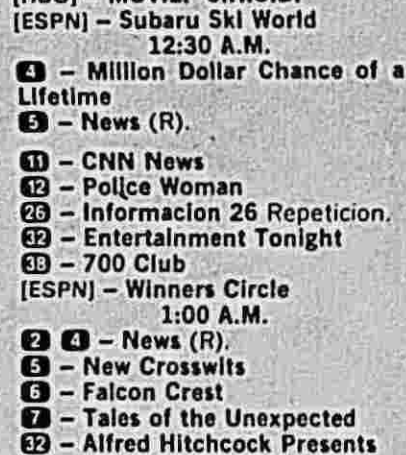 [ESPN] – Subaru Ski World
12:30 A.M.
4 – Million Dollar Chance of a
Lifetime
5 – News (R).
11 – CNN News
12 – Police Woman
26 – Informacion 26 Repeticion.
32 – Entertainment Tonight
38 – 700 Club
[ESPN] – Winners Circle
1:00 A.M.
2 4 – News (R).
5 – New Crosswits
6 – Falcon Crest
7 – Tales of the Unexpected
32 – Alfred Hitchcock Presents